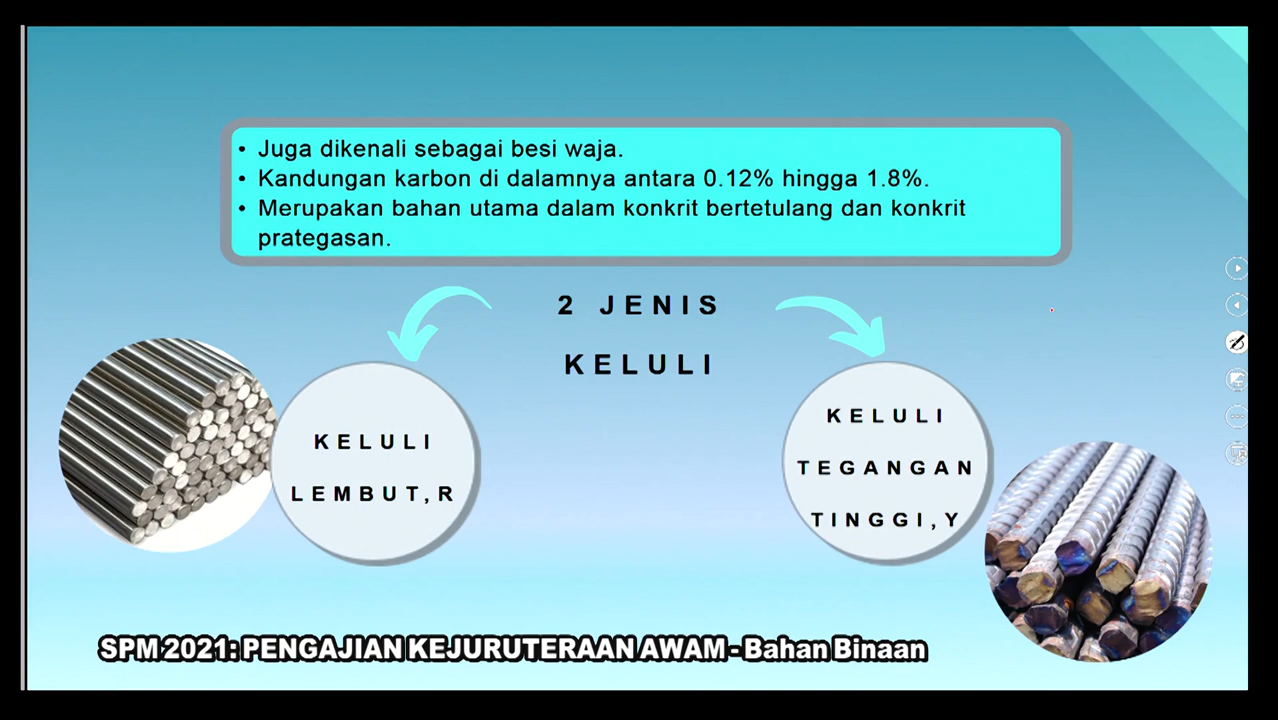 • Juga dikenali sebagai besi waja.
• Kandungan karbon di dalamnya antara 0.12% hingga 1.8%.
• Merupakan bahan utama dalam konkrit bertetulang dan konkrit
prategasan.
2 JENIS
KELULI
KELULI
LEMBUT,R
KELULI
TEGANGAN
TINGGI,Y
SPM 2021: PENGAJIAN KEJURUTERAAN AWAM - Bahan Binaan